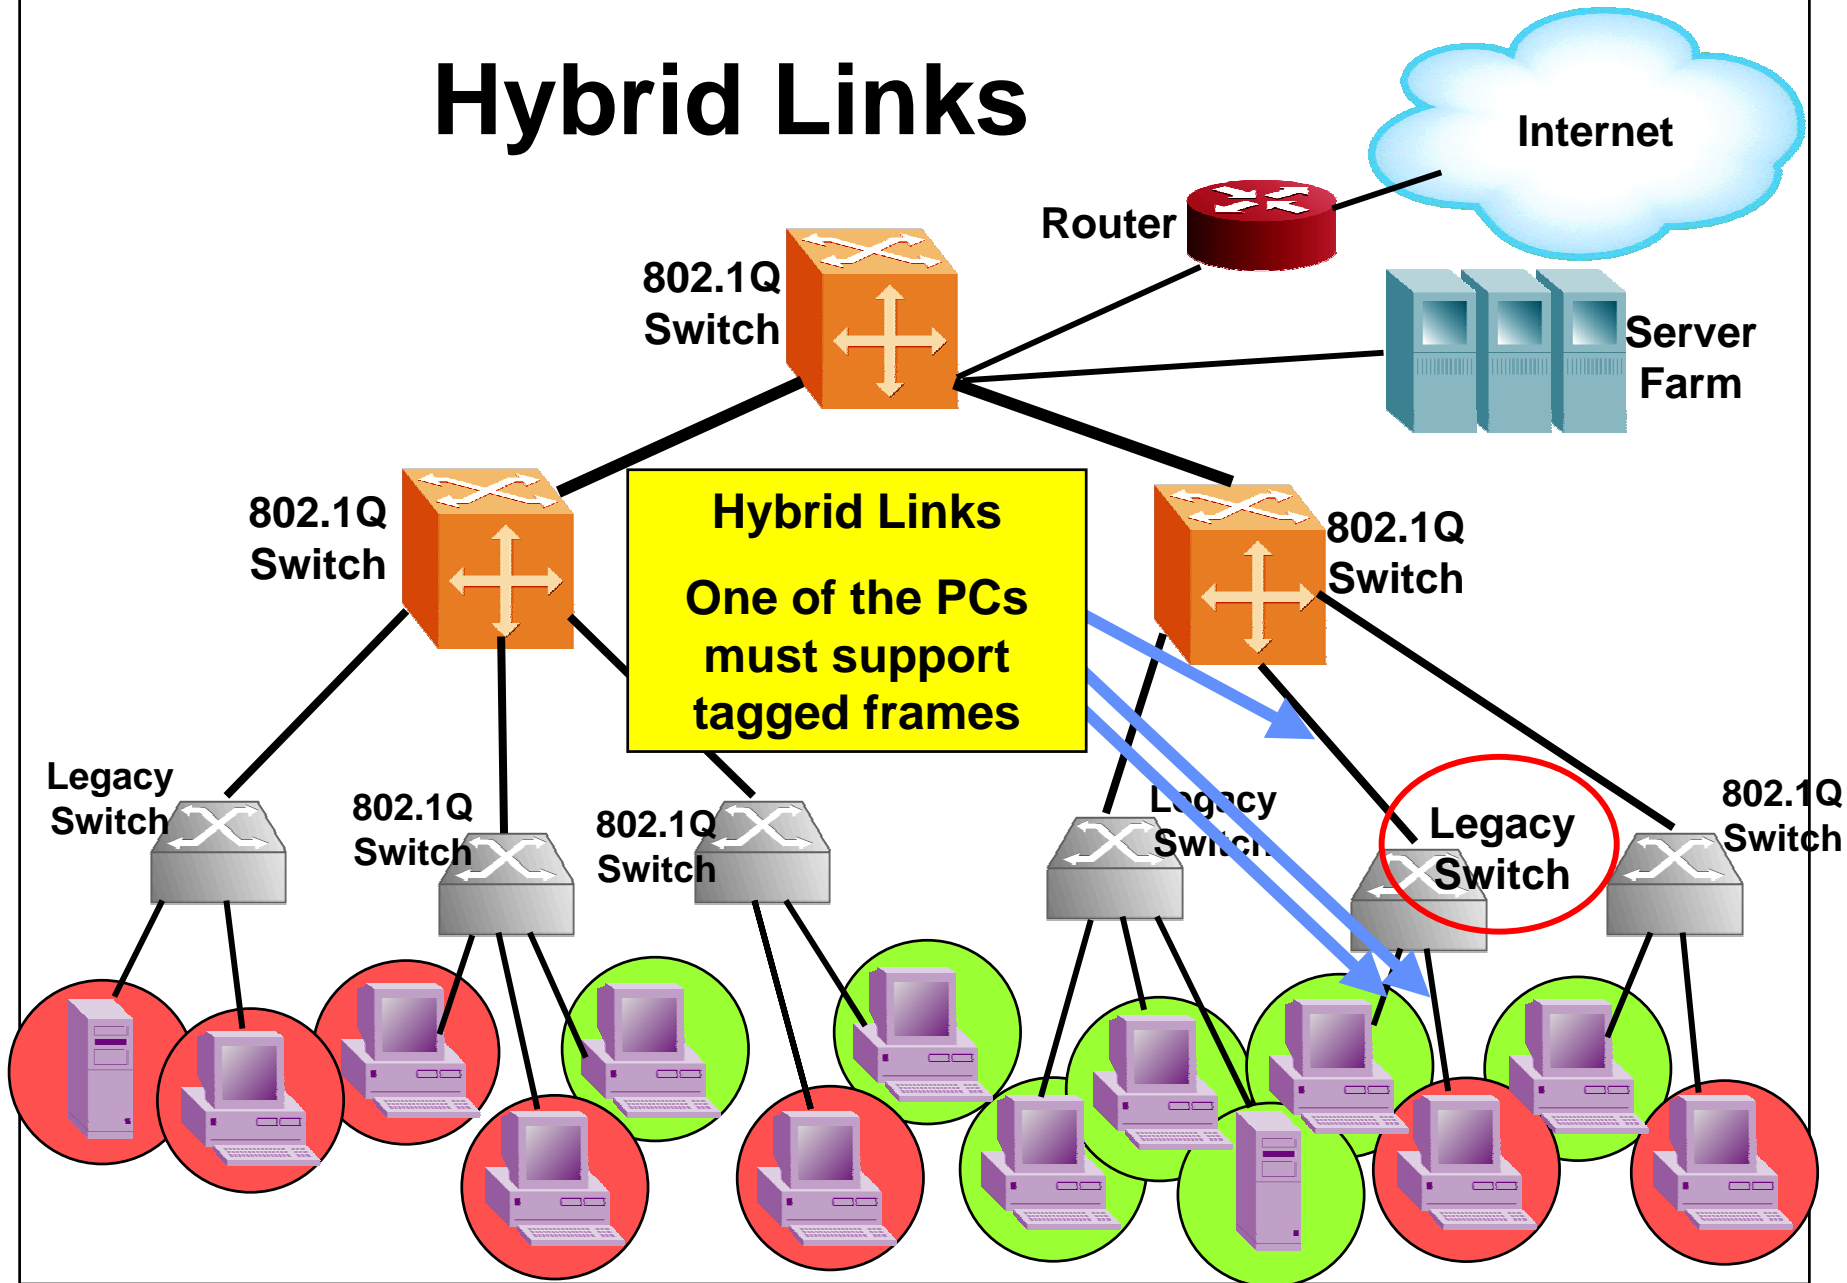 Hybrid Links
Internet
Router
802.1Q
Switch
Server
Farm
802.1Q
Switch
Hybrid Links
One of the PCs
must support
tagged frames
802.1Q
Switch
Legacy
Switch
802.1Q
Switch
802.1Q
Switch
Legacy
Switch
Legacy
Switch
802.1Q
Switch